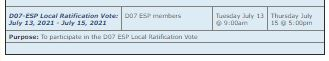 D07-ESP Local Ratification Vote: D07 ESP members Tuesday July 13 Thursday July
July 13, 2021 - July 15, 2021 @ 9:00am 15 @ 5:00pm
Purpose: To participate in the D07 ESP Local Ratification Vote